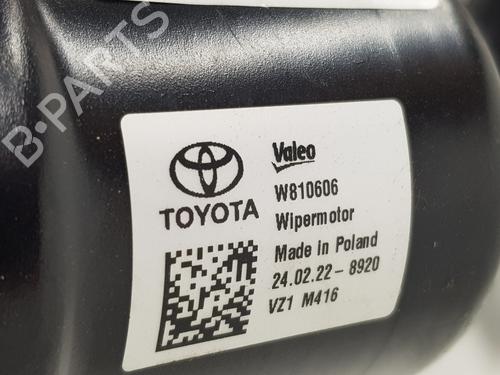 B-PARTS
TOYOTA
Valeo
W810606
Wipermotor
Made in Poland
24.02.22-8920
VZ1 M416